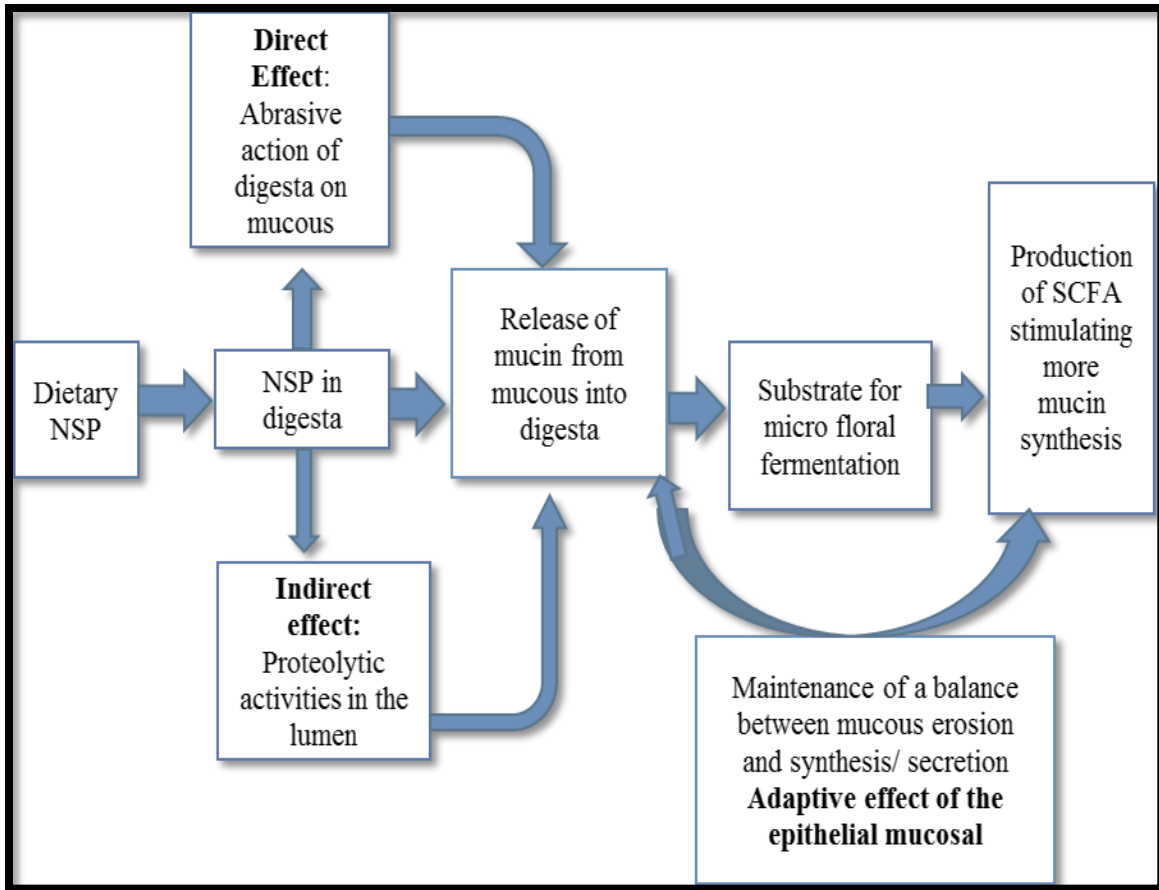 Direct
Effect:
Abrasive
action of
digesta on
mucous
Dietary
NSP
NSP in
digesta
Indirect
effect:
Proteolytic
activities in the
lumen
Release of
mucin from
mucous into
digesta
Substrate for
micro floral
fermentation
Production
of SCFA
stimulating
more
mucin
synthesis
Maintenance of a balance
between mucous erosion
and synthesis/ secretion
Adaptive effect of the
epithelial mucosal